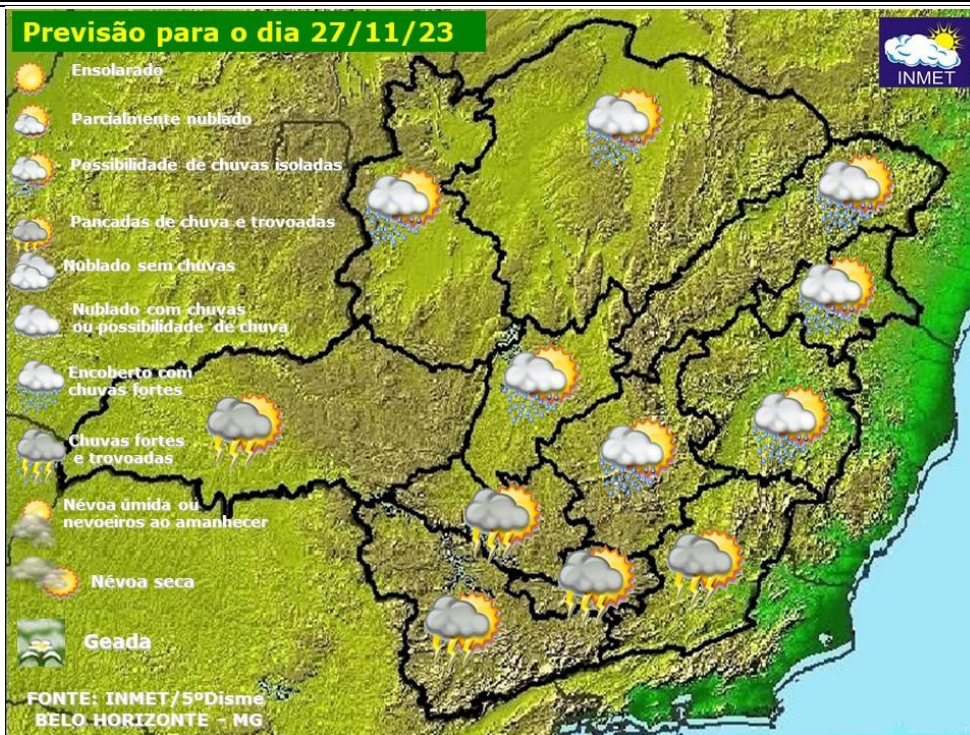 Previsão para o dia 27/11/23
INMET
Ensolarado
Parcialmente nublado
Possibilidade de chuvas isoladas
Pancadas de chuva e trovoadas
Nublado sem chuvas
Nublado com chuvas
ou possibilidade de chuva
Encoberto com
chuvas fortes
Chuvas fortes
e trovoadas
Névoa úmida ou
nevoeiros ao amanhecer
Névoa seca
Geada
FONTE: INMET/5ºDisme
BELO HORIZONTE - MG